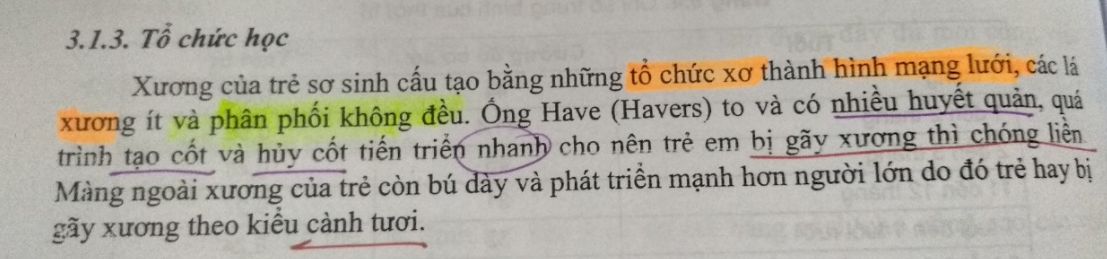 3.1.3. Tổ chức học
Xương của trẻ sơ sinh cấu tạo bằng những tổ chức xơ thành hình mạng lưới, các lá
xương ít và phân phối không đều. Ống Have (Havers) to và có nhiều huyết quản, quá
trình tạo cốt và hủy cốt tiến triển nhanh cho nên trẻ em bị gãy xương thì chóng liền
Màng ngoài xương của trẻ còn bú dày và phát triển mạnh hơn người lớn do đó trẻ hay bị
gãy xương theo kiểu cành tươi.